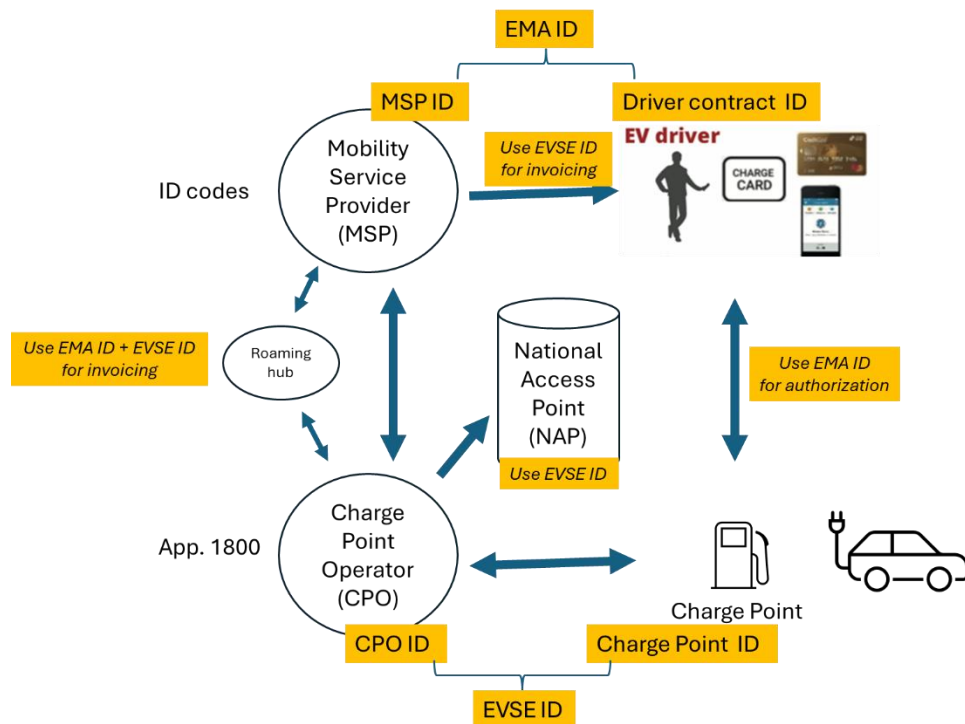 EMA ID
MSP ID
Driver contract ID
Mobility
Service
Provider
(MSP)
ID codes
Use EVSE ID
for invoicing
EV driver
CHARGE
CARD
Use EMA ID + EVSE ID
for invoicing
Roaming
hub
National
Access
Point
(NAP)
Use EVSE ID
Use EMA ID
for authorization
App. 1800
Charge
Point
Operator
(CPO)
Charge Point
CPO ID
Charge Point ID
EVSE ID